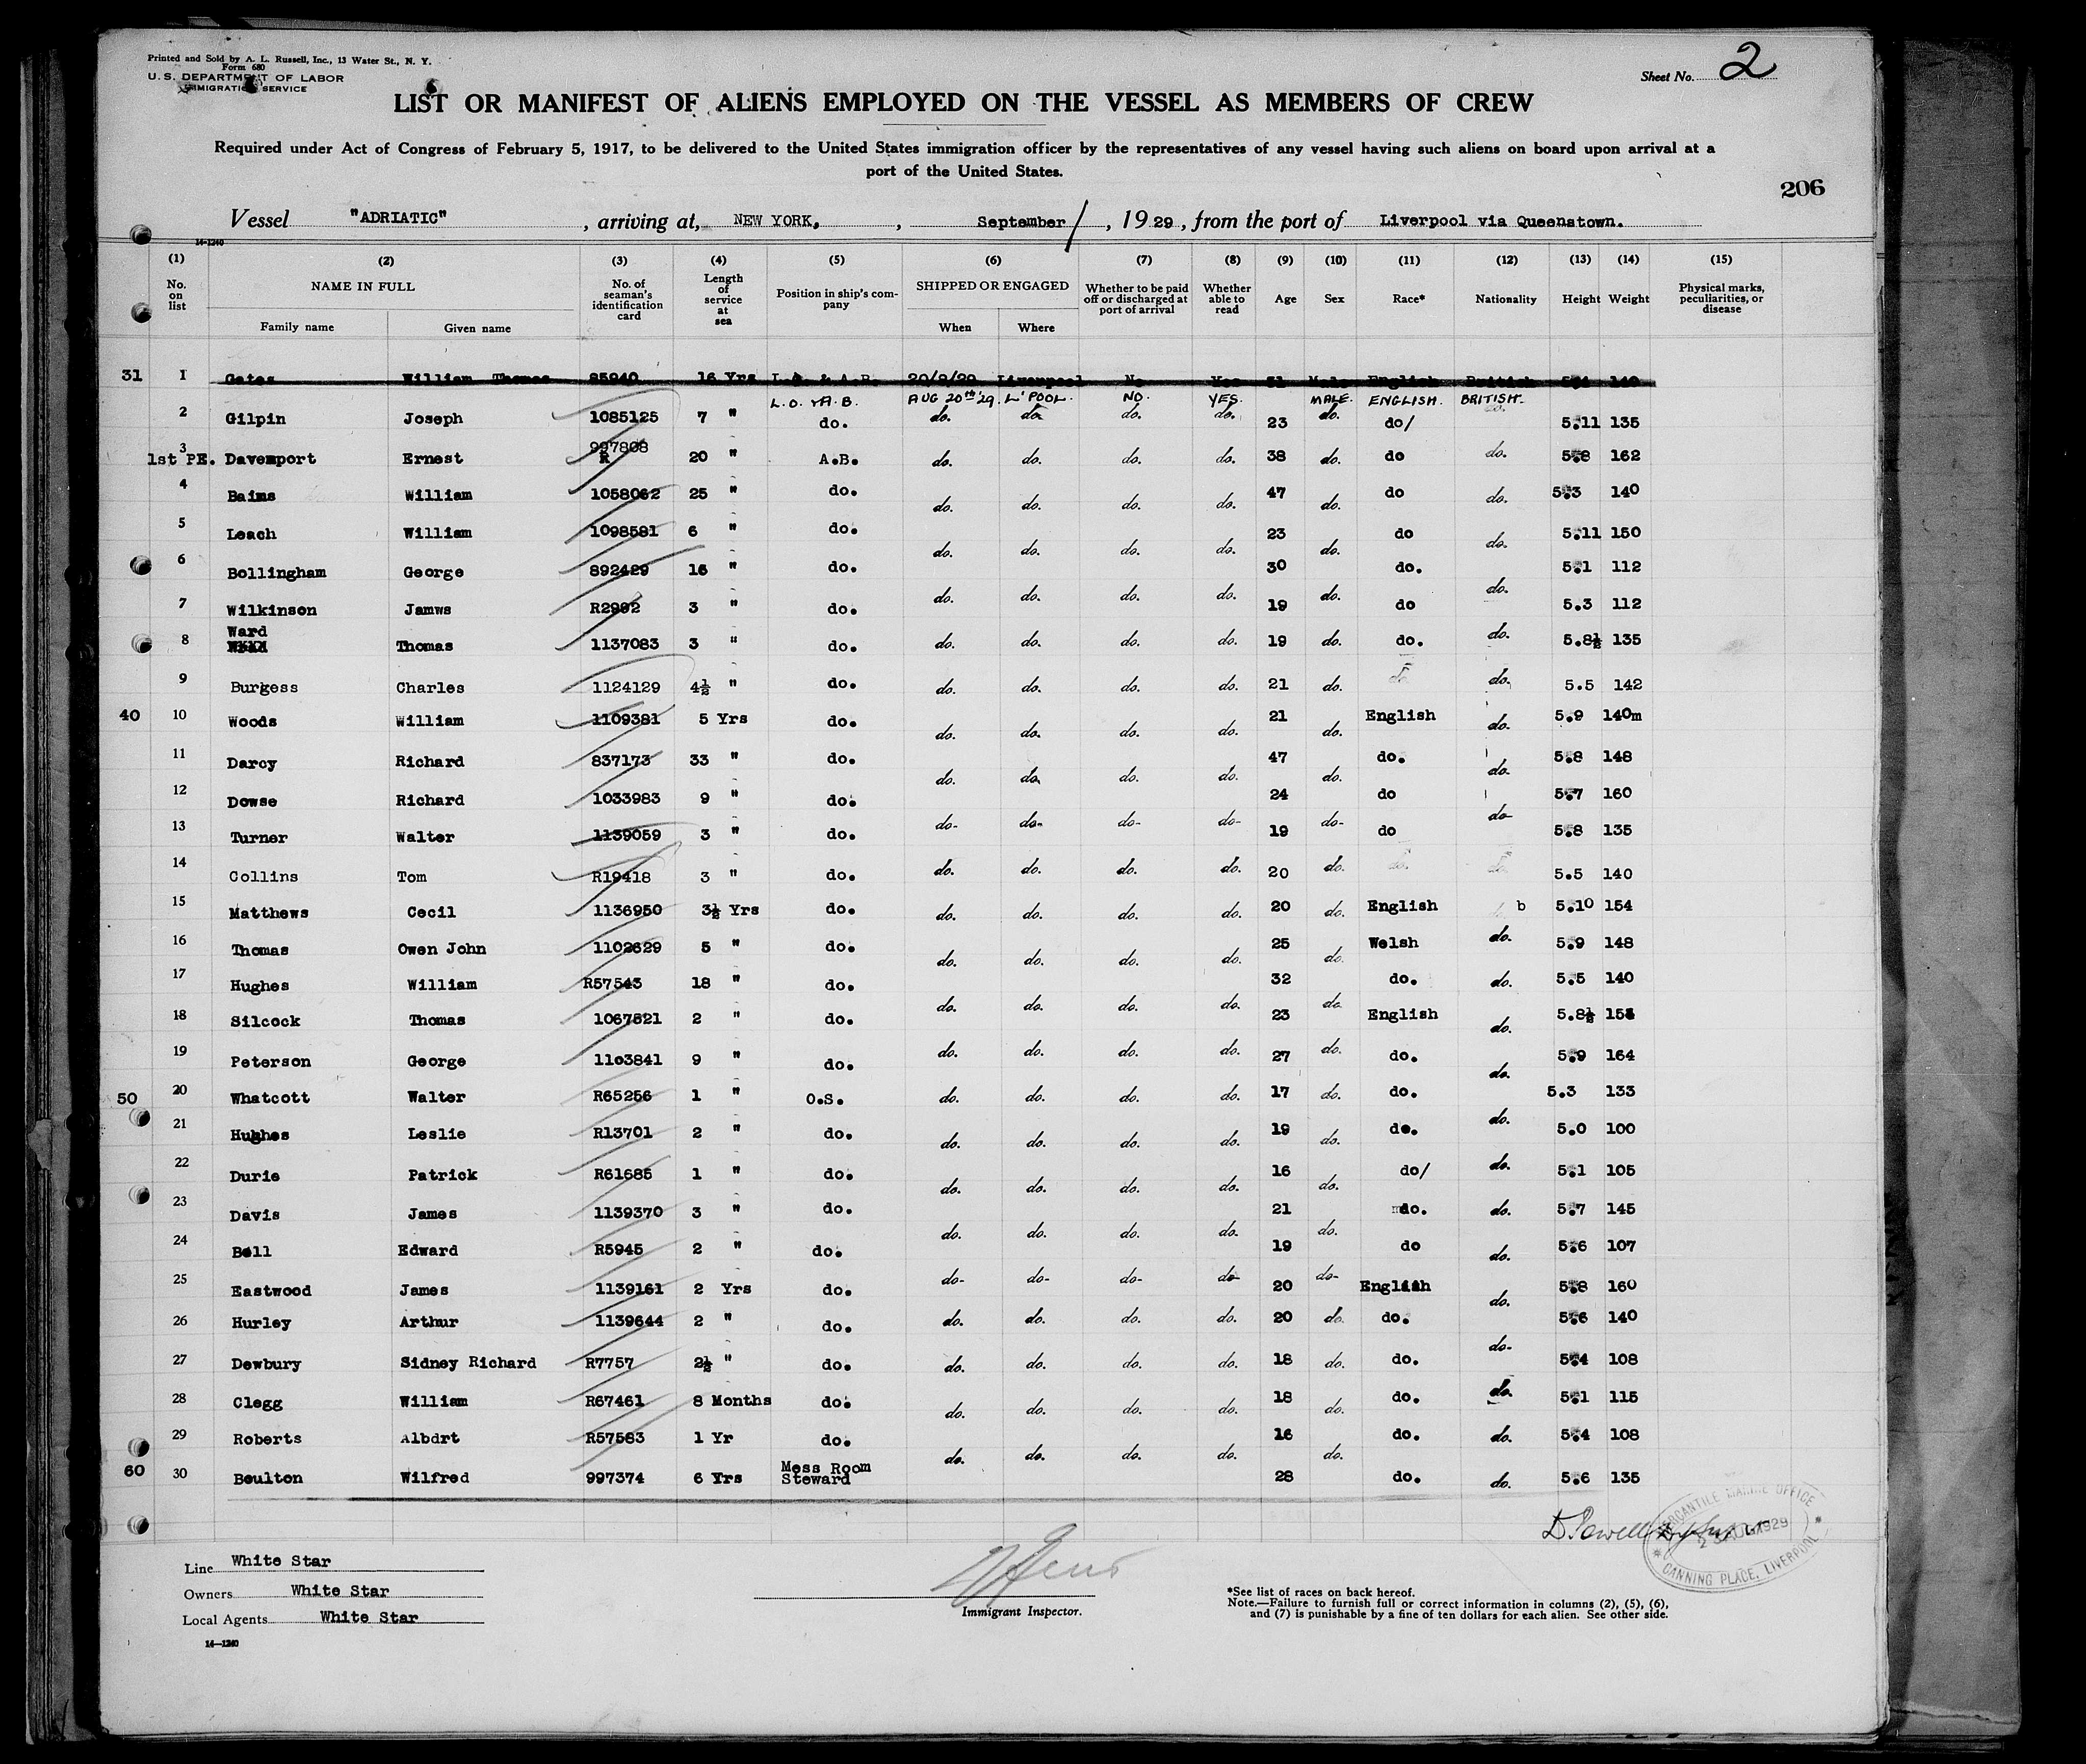 Printed and Sold by A. L. Russell, Inc., 13 Water St., N. Y.
Form 680
U. S. DEPARTMENT OF LABOR
IMMIGRATION SERVICE
Sheet No. 2
LIST OR MANIFEST OF ALIENS EMPLOYED ON THE VESSEL AS MEMBERS OF CREW
Required under Act of Congress of February 5, 1917, to be delivered to the United States immigration officer by the representatives of any vessel having such aliens on board upon arrival at a
port of the United States.
206
Vessel "ADRIATIC" , arriving at, NEW YORK, , September / , 19 29 , from the port of Liverpool via Queenstown.
14-1240
(1) (2) (3) (4) (5) (6) (7) (8) (9) (10) (11) (12) (13) (14) (15)
No. on list NAME IN FULL Family name Given name No. of seaman's identification card Length of service at sea Position in ship's company SHIPPED OR ENGAGED When Where Whether to be paid off or discharged at port of arrival Whether able to read Age Sex Race* Nationality Height Weight Physical marks, peculiarities, or disease
31 1 Gates William Thomas 85940 16 Yrs L.O. & A.B. 20/8/29 Liverpool No Yes 31 Male English British 140
L.O. & A.B. AUG 20th '29 L'POOL. NO. YES. MALE. ENGLISH. BRITISH.
2 Gilpin Joseph 1085125 7 " do. do. do. do. do. 23 do. do/ do. 5.11 135
3 1st PE. Davenport Ernest 997808 R 20 " A.B. do. do. do. do. 38 do. do do. 5.8 162
4 Bains William 1058062 25 " do. do. do. do. do. 47 do. do do. 5.3 140
5 Leach William 1098581 6 " do. do. do. do. do. 23 do. do do. 5.11 150
6 Bollingham George 892429 16 " do. do. do. do. do. 30 do. do. do. 5.1 112
7 Wilkinson Jamws R2992 3 " do. do. do. do. do. 19 do. do do. 5.3 112
8 Ward Thomas 1137083 3 " do. do. do. do. do. 19 do. do. do. 5.8½ 135
9 Burgess Charles 1124129 4½ " do. do. do. do. do. 21 do. do. do. 5.5 142
40 10 Woods William 1109381 5 Yrs do. do. do. do. do. 21 do. English do. 5.9 140m
11 Darcy Richard 837173 33 " do. do. do. do. do. 47 do. do. do. 5.8 148
12 Dowse Richard 1033983 9 " do. do- do- do- do- 24 do- do do- 5.7 160
13 Turner Walter 1139059 3 " do. do. do. do. do. 19 do. do 5.8 135
14 Collins Tom R19418 3 " do. 20 do. do. 5.5 140
15 Matthews Cecil 1136950 3½ Yrs do. do. do. do. do. 20 do. English b 5.10 154
16 Thomas Owen John 1102629 5 " do. do. do. do. do. 25 do. Welsh do. 5.9 148
17 Hughes William R57543 18 " do. do. do. do. do. 32 do. do. do. 5.5 140
18 Silcock Thomas 1067821 2 " do. do. do. do. do. 23 do. English do. 5.8½
19 Peterson George 1103841 9 " do. do. do. do. do. 27 do. do. do. 5.9 164
50 20 Whatcott Walter R65256 1 " O.S. do. do. do. do. 17 do. do. do. 5.3 133
21 Hughes Leslie R13701 2 " do. do. do. do. do. 19 do. do. do. 5.0 100
22 Durie Patrick R61685 1 " do. do. do. do. do. 16 do. do/ do. 5.1 105
23 Davis James 1139370 3 " do. do. do. do. do. 21 do. do. do. 5.7 145
24 Bell Edward R5945 2 " do. do- do- do- do- 19 do- do do. 5.6 107
25 Eastwood James 1139161 2 Yrs do. 20 English do. 5.8 160
26 Hurley Arthur 1139644 2 " do. do. do. do. do. 20 do. do. do- 5.6 140
27 Dewbury Sidney Richard R7757 2½ " do. do. do. do. do. 18 do. do. do. 5.4 108
28 Clegg William R67461 8 Months do. do. do. do. do. 18 do. do. 5.1 115
29 Roberts Albdrt R57583 1 Yr do. do. do. do. do. 16 do. do. do. 5.4 108
60 30 Boulton Wilfred 997374 6 Yrs Mess Room Steward 28 do. do. 5.6 135
MERCANTILE MARINE OFFICE
AUG 1929
CANNING PLACE, LIVERPOOL
Line White Star
Owners White Star
Local Agents White Star
14—1240
Immigrant Inspector.
*See list of races on back hereof.
Note.—Failure to furnish full or correct information in columns (2), (5), (6),
and (7) is punishable by a fine of ten dollars for each alien. See other side.